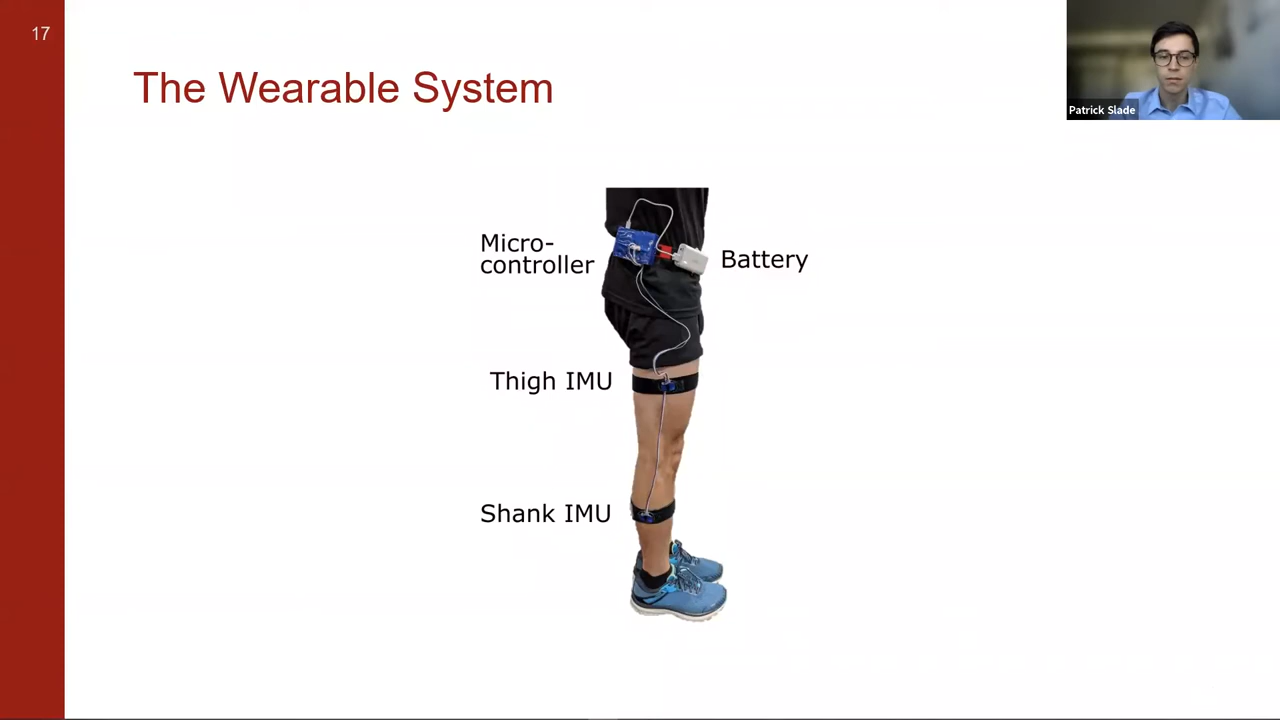 17
The Wearable System
Patrick Slade
Micro-
controller
Battery
Thigh IMU
Shank IMU